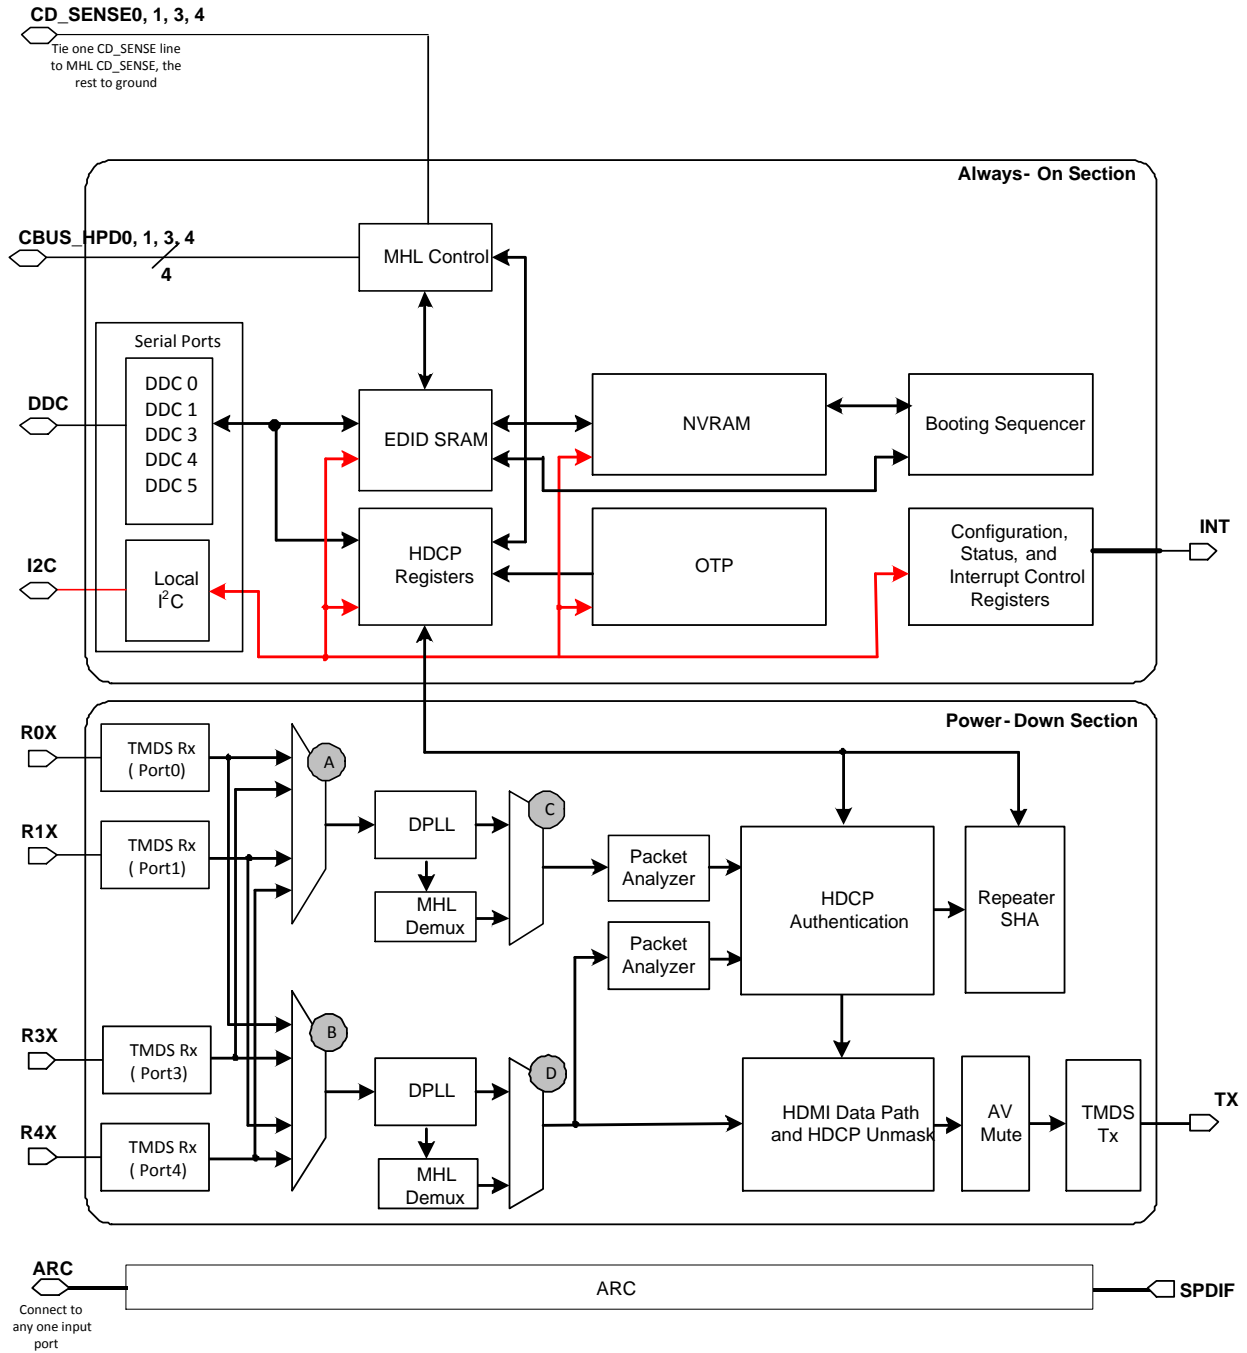 CD_SENSE0, 1, 3, 4
Tie one CD_SENSE line
to MHL CD_SENSE, the
rest to ground
Always- On Section
CBUS_HPD0, 1, 3, 4
4
MHL Control
Serial Ports
DDC 0
DDC 1
DDC 3
DDC 4
DDC 5
DDC
EDID SRAM
NVRAM
Booting Sequencer
I2C
Local
I2C
HDCP
Registers
OTP
Configuration,
Status, and
Interrupt Control
Registers
INT
Power- Down Section
R0X
TMDS Rx
( Port0)
A
R1X
TMDS Rx
( Port1)
DPLL
C
MHL
Demux
Packet
Analyzer
Packet
Analyzer
HDCP
Authentication
Repeater
SHA
R3X
TMDS Rx
( Port3)
B
R4X
TMDS Rx
( Port4)
DPLL
D
MHL
Demux
HDMI Data Path
and HDCP Unmask
AV
Mute
TMDS
Tx
TX
ARC
Connect to
any one input
port
ARC
SPDIF